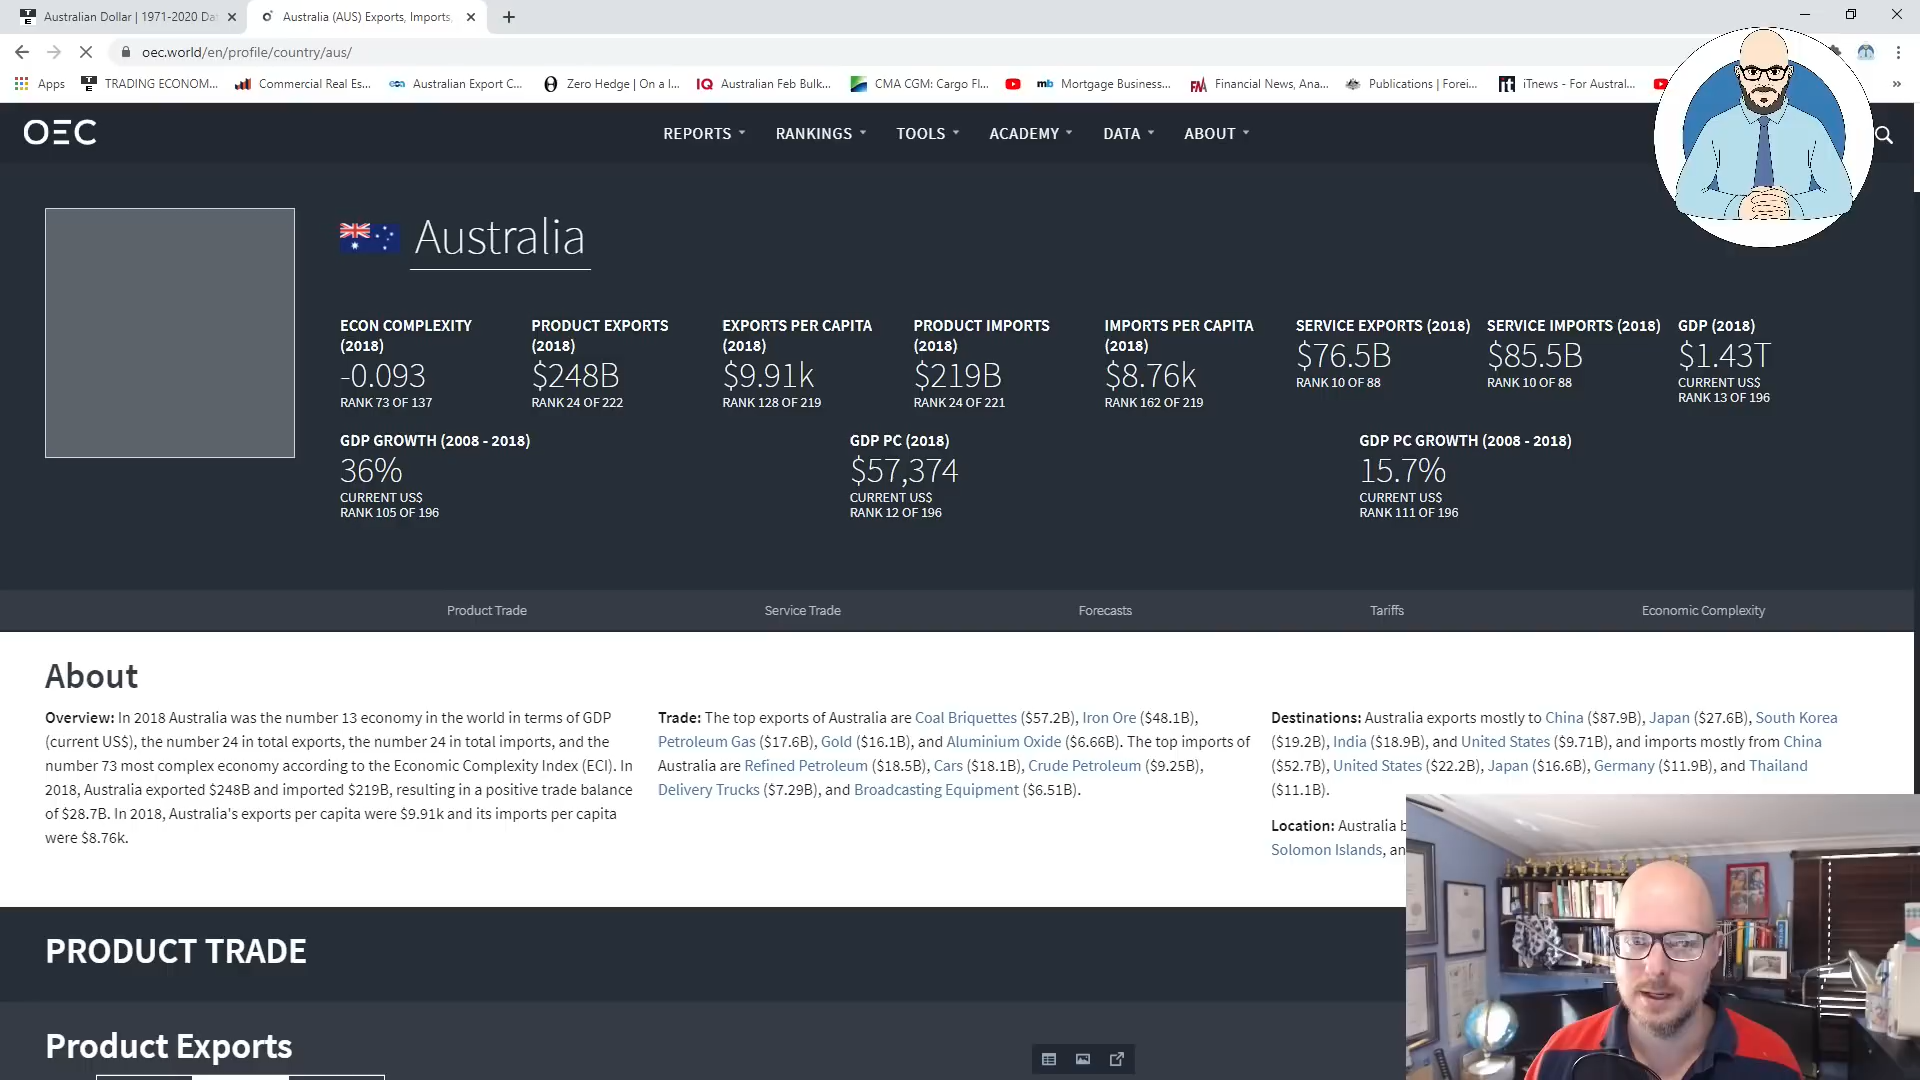 Australian Dollar | 1971-2020 Da
Australia (AUS) Exports, Imports,
oec.world/en/profile/country/aus/
Apps
TRADING ECONOM...
Commercial Real Es...
Australian Export C...
Zero Hedge | On a l...
Australian Feb Bulk...
CMA CGM: Cargo Fl...
Mortgage Business...
Financial News, Ana...
Publications | Forei...
iTnews - For Austral...
OEC
REPORTS
RANKINGS
TOOLS
ACADEMY
DATA
ABOUT
Australia
ECON COMPLEXITY
(2018)
-0.093
RANK 73 OF 137
PRODUCT EXPORTS
(2018)
$248B
RANK 24 OF 222
EXPORTS PER CAPITA
(2018)
$9.91k
RANK 128 OF 219
PRODUCT IMPORTS
(2018)
$219B
RANK 24 OF 221
IMPORTS PER CAPITA
(2018)
$8.76k
RANK 162 OF 219
SERVICE EXPORTS (2018)
$76.5B
RANK 10 OF 88
SERVICE IMPORTS (2018)
$85.5B
RANK 10 OF 88
GDP (2018)
$1.43T
CURRENT US$
RANK 13 OF 196
GDP GROWTH (2008 - 2018)
36%
CURRENT US$
RANK 105 OF 196
GDP PC (2018)
$57,374
CURRENT US$
RANK 12 OF 196
GDP PC GROWTH (2008 - 2018)
15.7%
CURRENT US$
RANK 111 OF 196
Product Trade
Service Trade
Forecasts
Tariffs
Economic Complexity
About
Overview: In 2018 Australia was the number 13 economy in the world in terms of GDP
(current US$), the number 24 in total exports, the number 24 in total imports, and the
number 73 most complex economy according to the Economic Complexity Index (ECI). In
2018, Australia exported $248B and imported $219B, resulting in a positive trade balance
of $28.7B. In 2018, Australia's exports per capita were $9.91k and its imports per capita
were $8.76k.
Trade: The top exports of Australia are Coal Briquettes ($57.2B), Iron Ore ($48.1B),
Petroleum Gas ($17.6B), Gold ($16.1B), and Aluminium Oxide ($6.66B). The top imports of
Australia are Refined Petroleum ($18.5B), Cars ($18.1B), Crude Petroleum ($9.25B),
Delivery Trucks ($7.29B), and Broadcasting Equipment ($6.51B).
Destinations: Australia exports mostly to China ($87.9B), Japan ($27.6B), South Korea
($19.2B), India ($18.9B), and United States ($9.71B), and imports mostly from China
($52.7B), United States ($22.2B), Japan ($16.6B), Germany ($11.9B), and Thailand
($11.1B).
Location: Australia b
Solomon Islands, an
PRODUCT TRADE
Product Exports